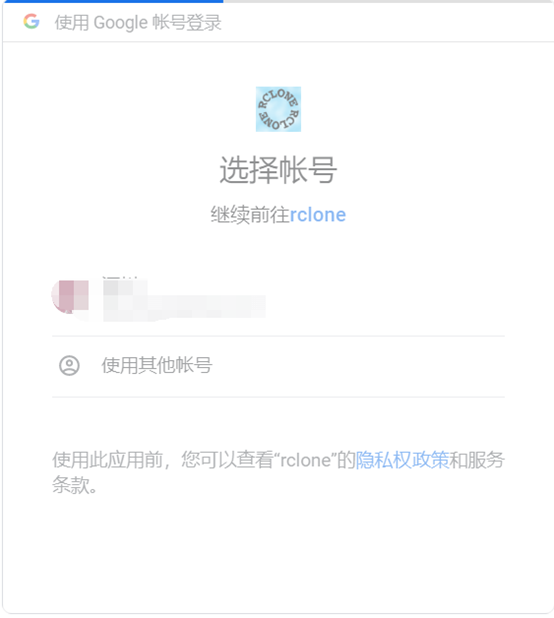 使用 Google 帐号登录
RCLONE RCLONE
选择帐号
继续前往rclone
使用其他帐号
使用此应用前，您可以查看“rclone”的隐私权政策和服务
条款。